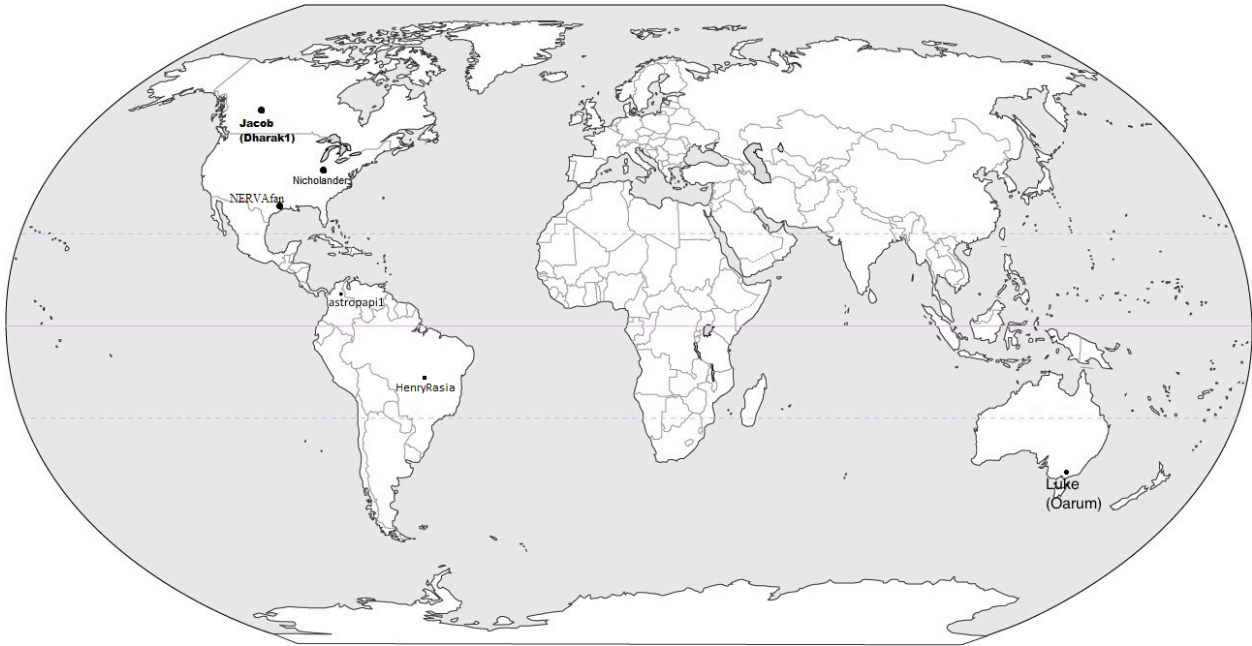 Jacob
(Dharak1)
Nicholander
NERVAfan
astropapi1
HenryRasia
Luke
(Oarum)